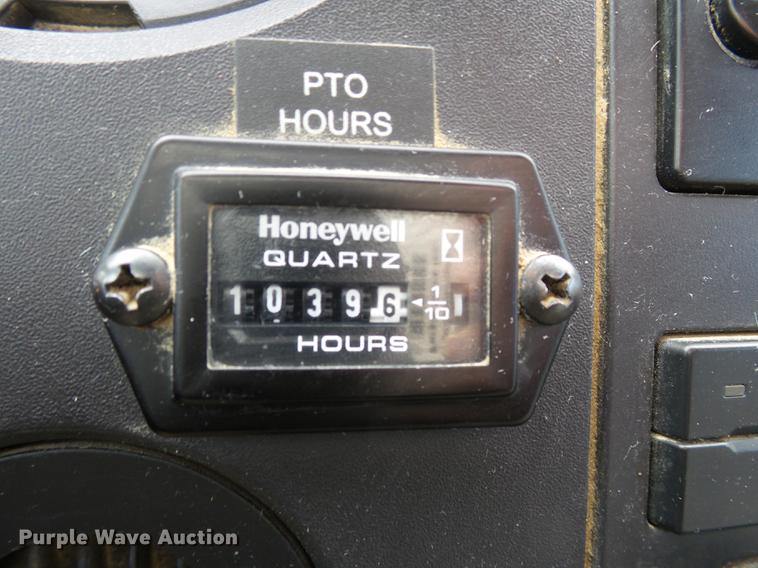 PTO
HOURS
Honeywell
QUARTZ
1 0 3 9 6 ◄ 1/10
HOURS
Purple Wave Auction